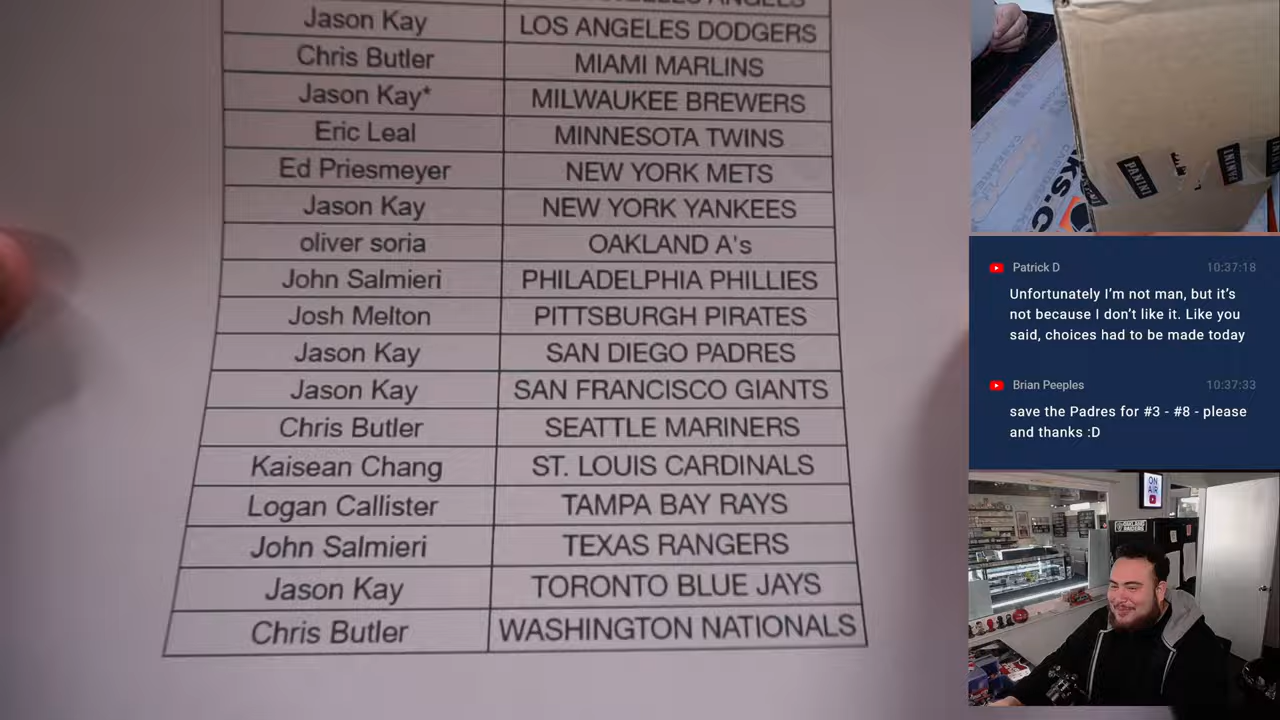 LOS ANGELES ANGELS
Jason Kay LOS ANGELES DODGERS
Chris Butler MIAMI MARLINS
Jason Kay* MILWAUKEE BREWERS
Eric Leal MINNESOTA TWINS
Ed Priesmeyer NEW YORK METS
Jason Kay NEW YORK YANKEES
oliver soria OAKLAND A's
John Salmieri PHILADELPHIA PHILLIES
Josh Melton PITTSBURGH PIRATES
Jason Kay SAN DIEGO PADRES
Jason Kay SAN FRANCISCO GIANTS
Chris Butler SEATTLE MARINERS
Kaisean Chang ST. LOUIS CARDINALS
Logan Callister TAMPA BAY RAYS
John Salmieri TEXAS RANGERS
Jason Kay TORONTO BLUE JAYS
Chris Butler WASHINGTON NATIONALS
PANINI
PANINI
KS.C
Patrick D 10:37:18
Unfortunately I’m not man, but it’s
not because I don’t like it. Like you
said, choices had to be made today
Brian Peeples 10:37:33
save the Padres for #3 - #8 - please
and thanks :D
ON
AIR